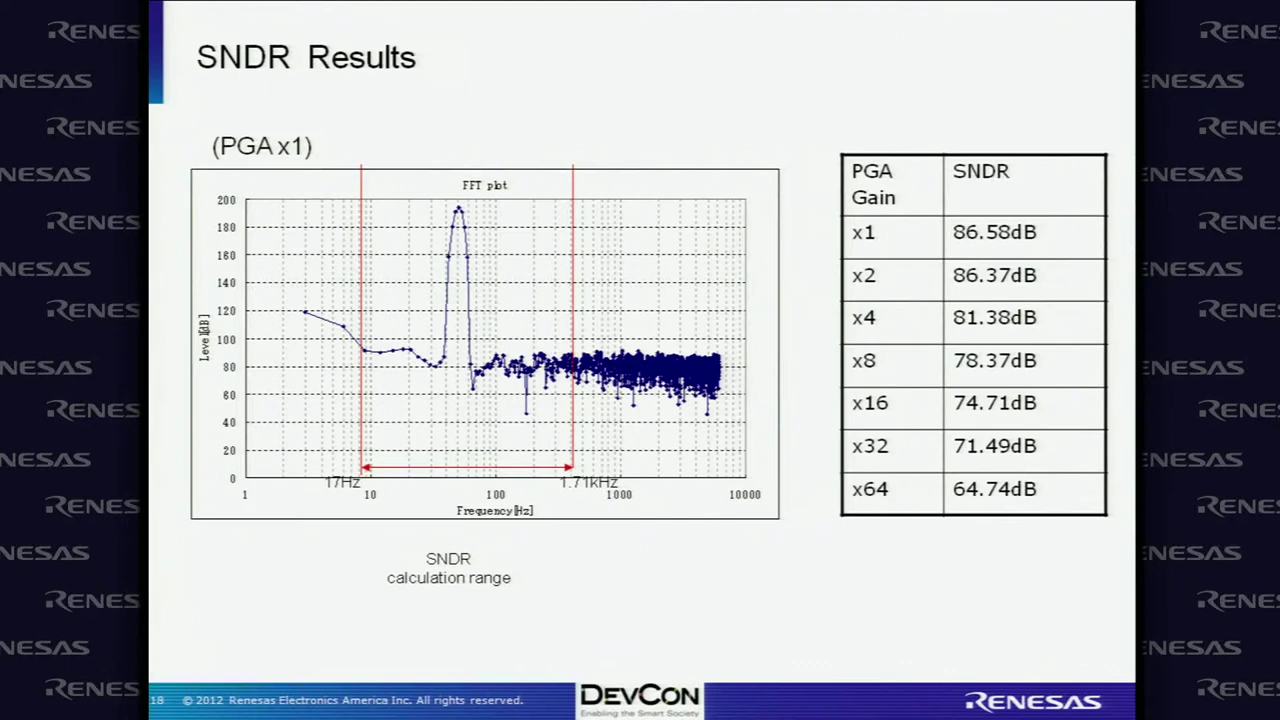 SNDR Results
(PGA x1)
FFT plot
Level[dB]
200
180
160
140
120
100
80
60
40
20
0
17Hz
1.71kHz
1
10
100
1000
10000
Frequency[Hz]
SNDR
calculation range
PGA Gain SNDR
x1 86.58dB
x2 86.37dB
x4 81.38dB
x8 78.37dB
x16 74.71dB
x32 71.49dB
x64 64.74dB
18 © 2012 Renesas Electronics America Inc. All rights reserved.
DEVCON
Enabling the Smart Society
RENESAS